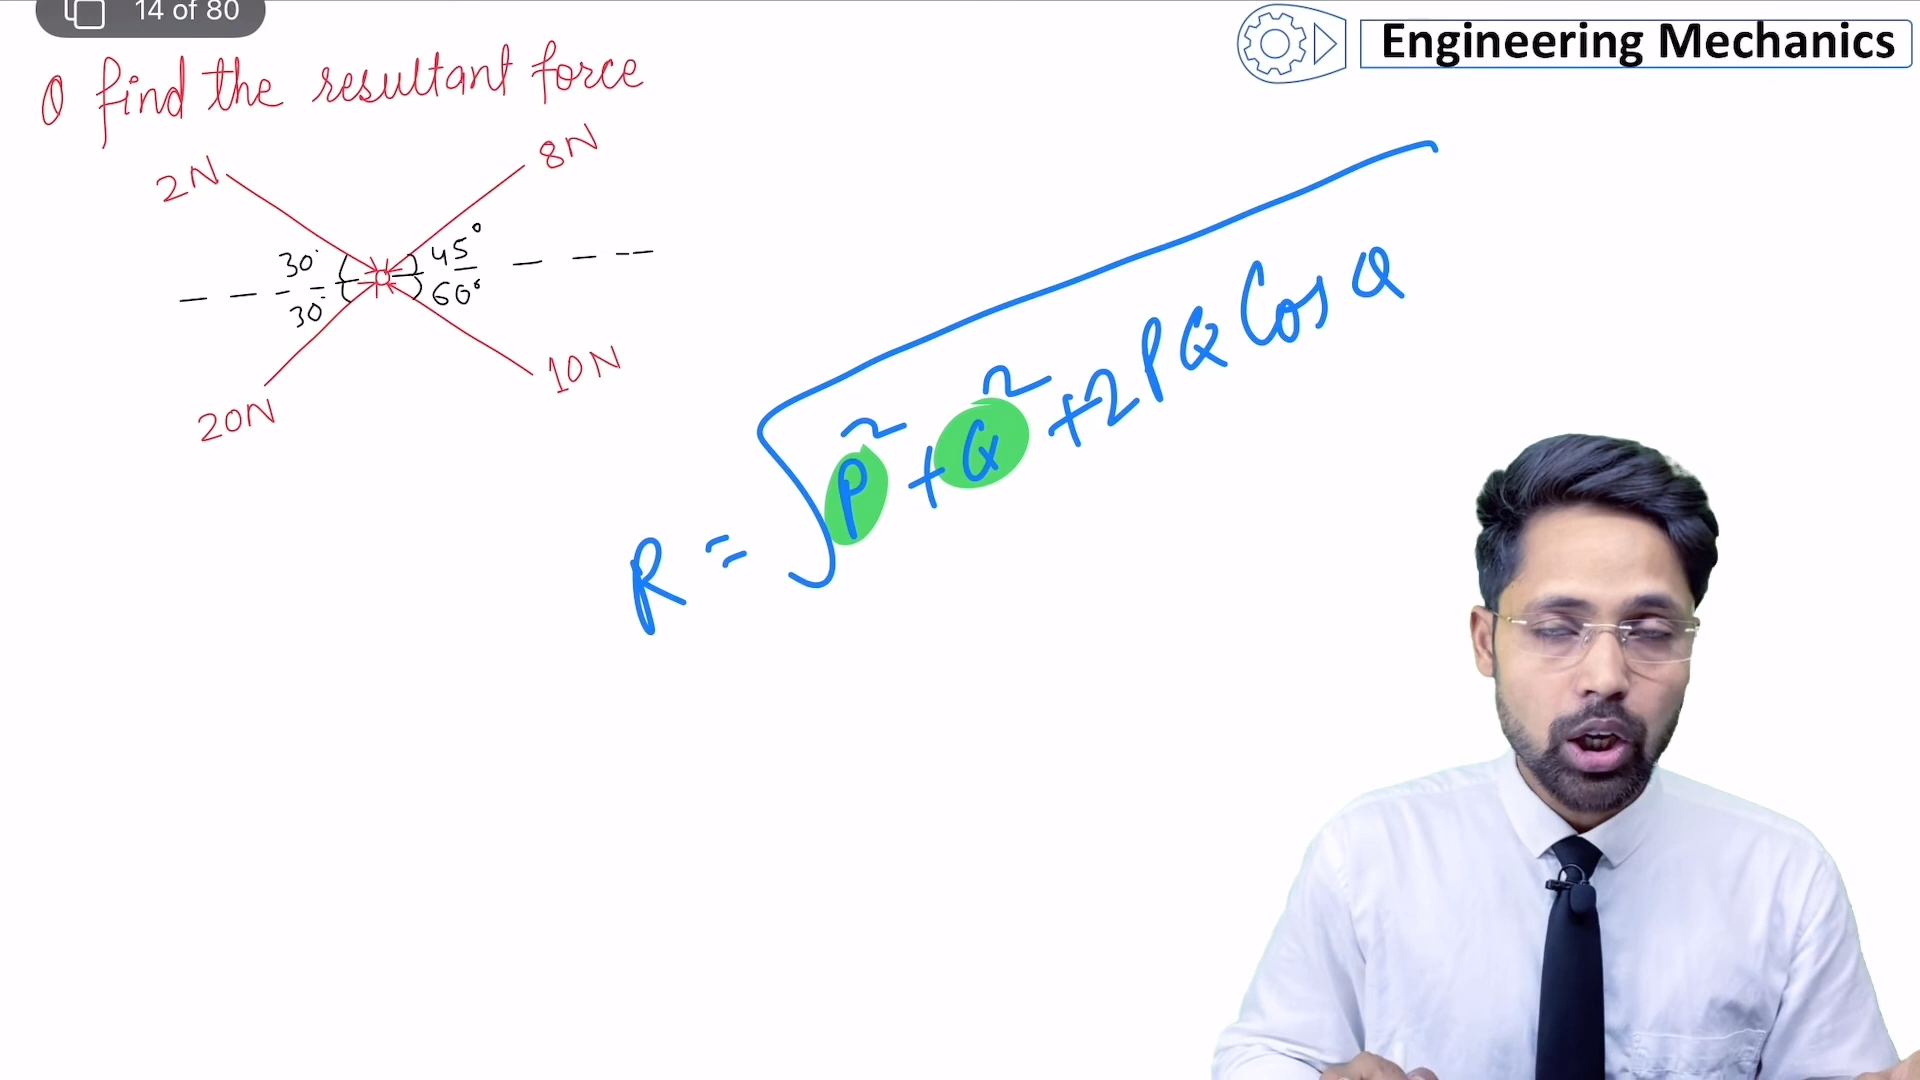 14 of 80
Engineering Mechanics
Q find the resultant force
2N
8N
30°
45°
30°
60°
20N
10N
R = √P² + Q² + 2PQ Cos α